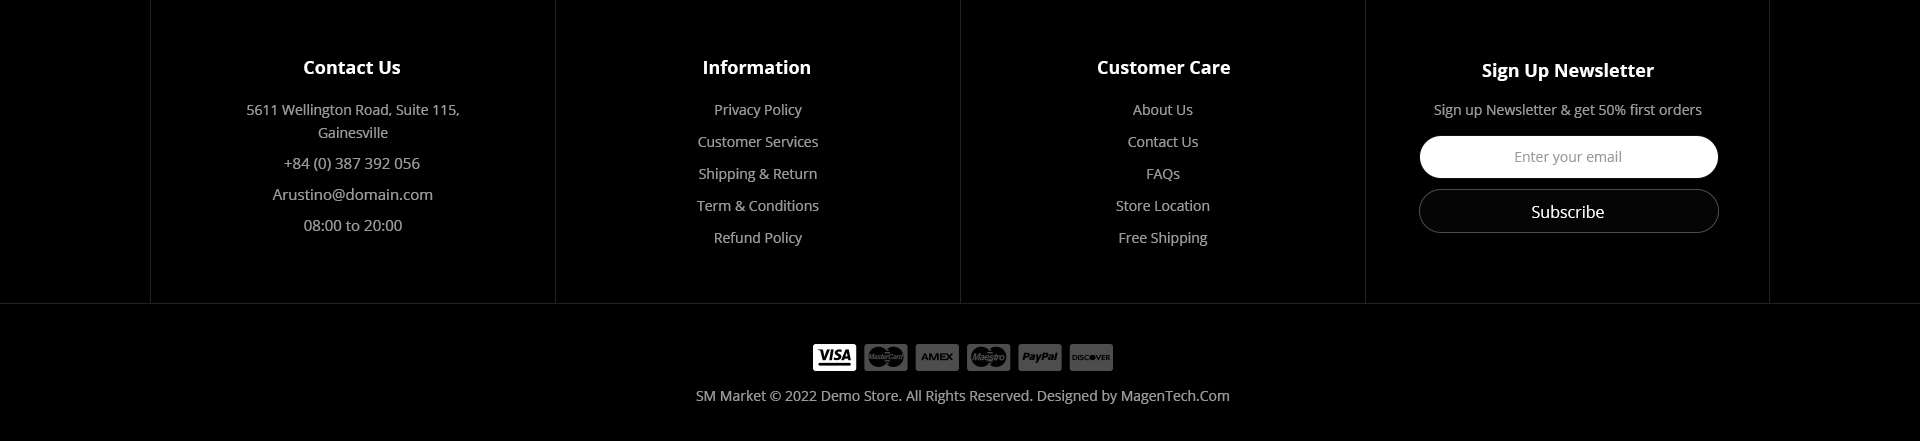 Contact Us
5611 Wellington Road, Suite 115,
Gainesville
+84 (0) 387 392 056
Arustino@domain.com
08:00 to 20:00
Information
Privacy Policy
Customer Services
Shipping & Return
Term & Conditions
Refund Policy
Customer Care
About Us
Contact Us
FAQs
Store Location
Free Shipping
Sign Up Newsletter
Sign up Newsletter & get 50% first orders
Enter your email
Subscribe
VISA MasterCard AMEX Maestro PayPal DISCOVER
SM Market © 2022 Demo Store. All Rights Reserved. Designed by MagenTech.Com